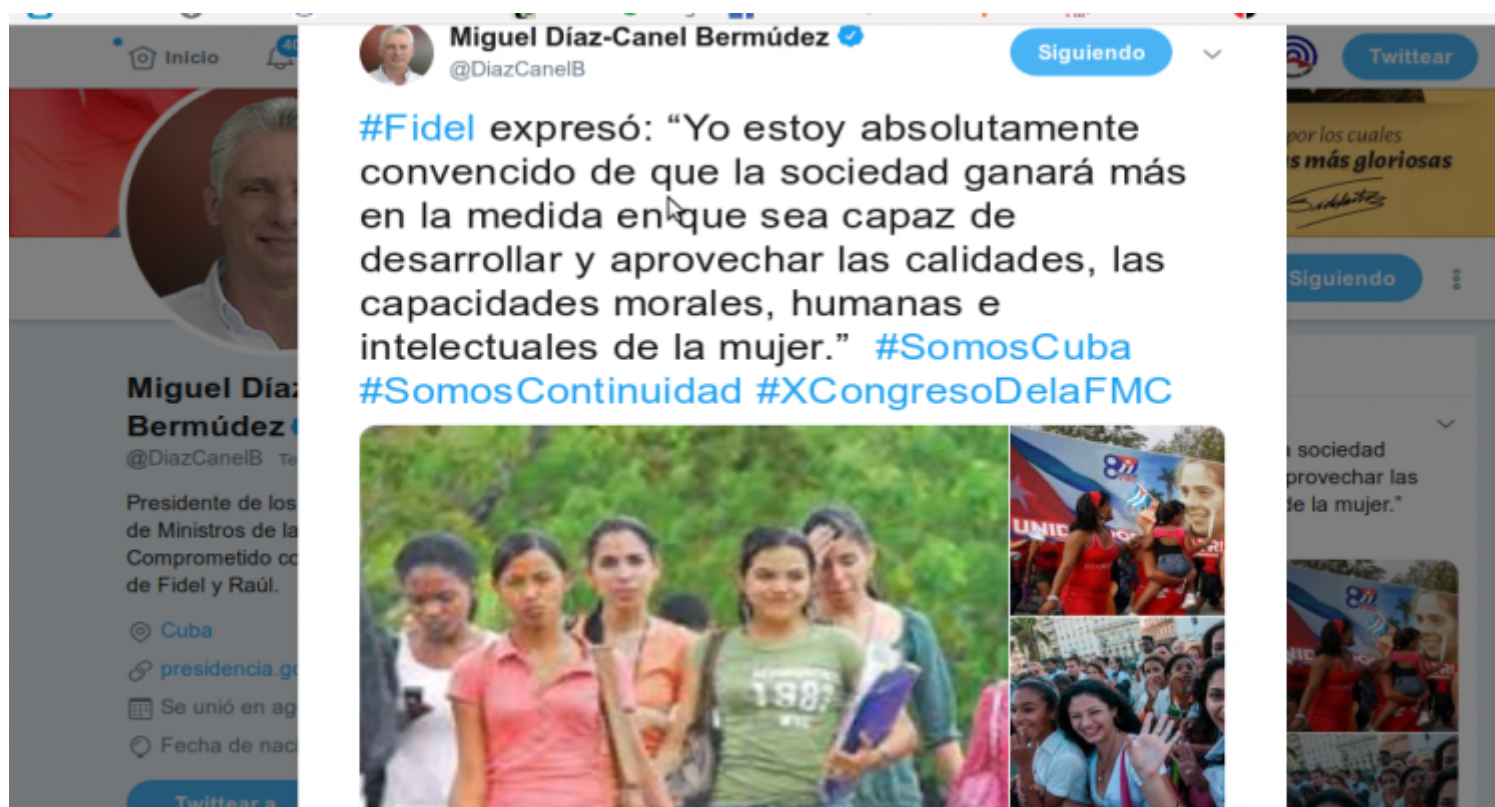 Inicio
Miguel Díaz-Canel Bermúdez
@DiazCanelB
Siguiendo
Twittear
#Fidel expresó: “Yo estoy absolutamente
convencido de que la sociedad ganará más
en la medida en que sea capaz de
desarrollar y aprovechar las calidades, las
capacidades morales, humanas e
intelectuales de la mujer.” #SomosCuba
#SomosContinuidad #XCongresoDelaFMC
por los cuales
s más gloriosas
Siguiendo
Miguel Díaz
Bermúdez
@DiazCanelB Te
Presidente de los
de Ministros de la
Comprometido co
de Fidel y Raúl.
Cuba
presidencia.go
Se unió en ag
Fecha de naci
Twittear a
sociedad
provechar las
de la mujer.”
UNID
1987